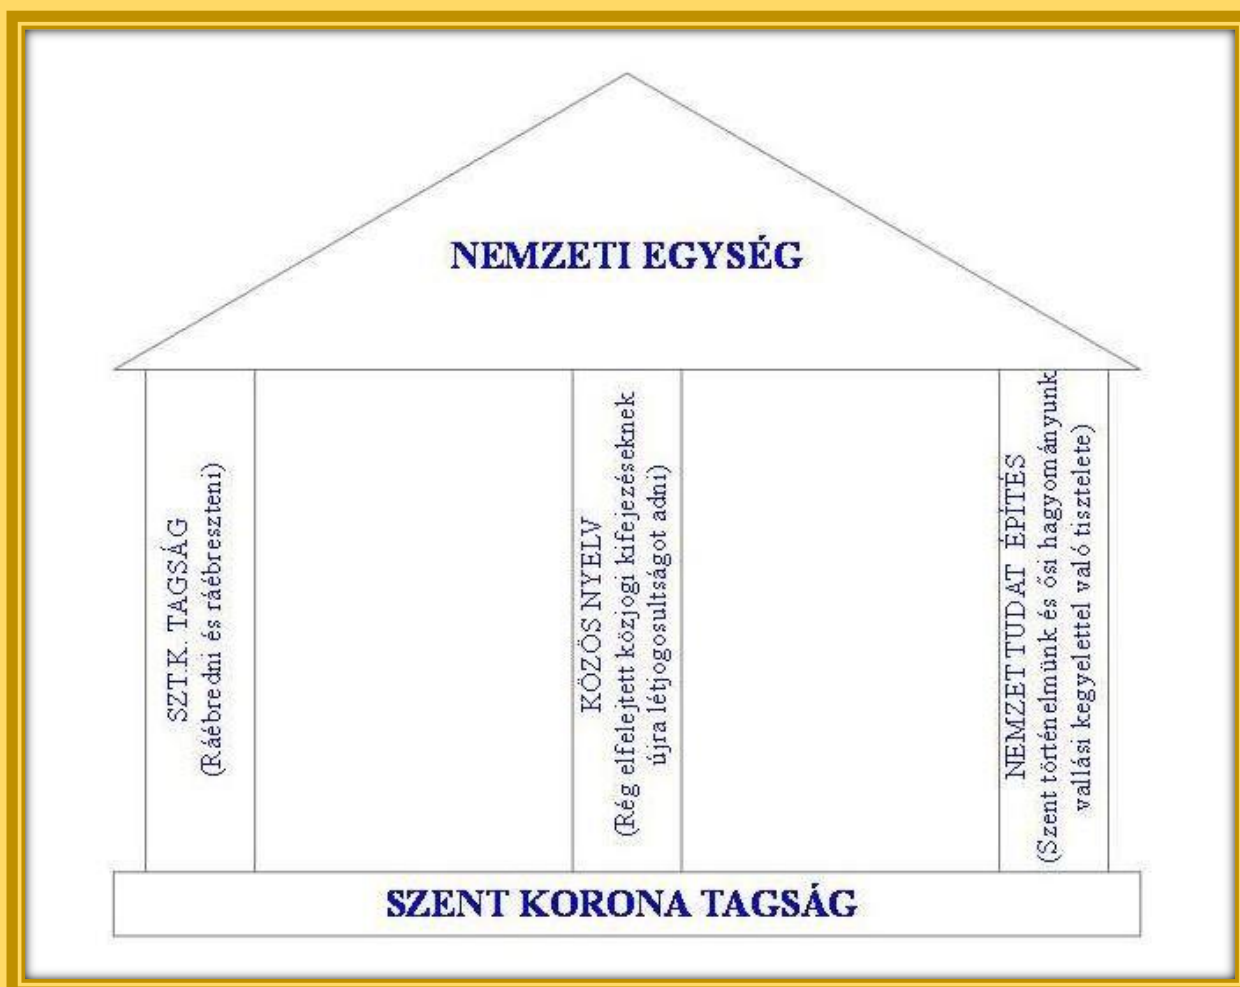 NEMZETI EGYSÉG
SZT.K. TAGSÁG
(Ráébredni és ráébreszteni)
KÖZÖS NYELV
(Rég elfelejtett közjogi kifejezéseknek
újra létjogosultságot adni)
NEMZETTUDAT ÉPÍTÉS
(Szent történelmünk és ősi hagyományunk
vallási kegyelettel való tisztelete)
SZENT KORONA TAGSÁG